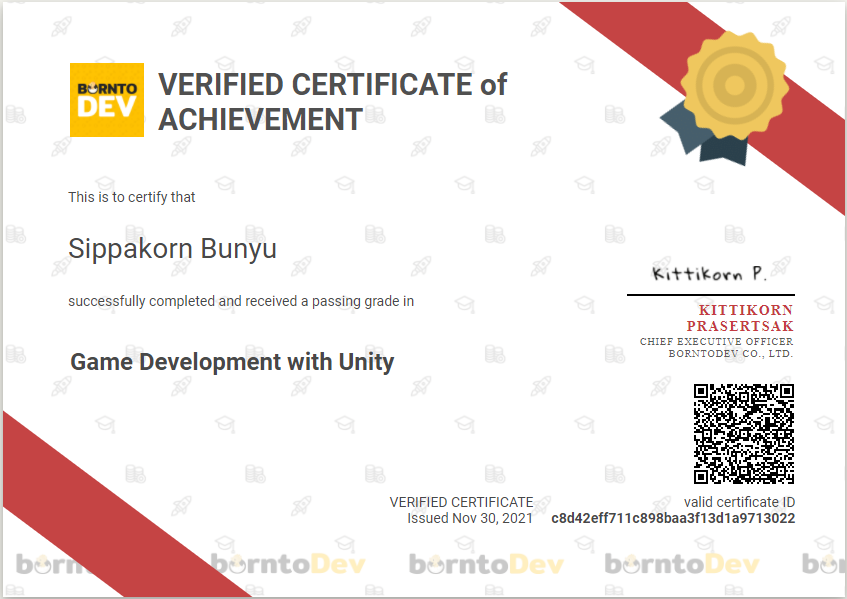 BORNTO
DEV
VERIFIED CERTIFICATE of
ACHIEVEMENT
This is to certify that
Sippakorn Bunyu
successfully completed and received a passing grade in
Game Development with Unity
Kittikorn P.
KITTIKORN
PRASERTSAK
CHIEF EXECUTIVE OFFICER
BORNTODEV CO., LTD.
VERIFIED CERTIFICATE
Issued Nov 30, 2021
valid certificate ID
c8d42eff711c898baa3f13d1a9713022
borntoDev borntoDev borntoDev